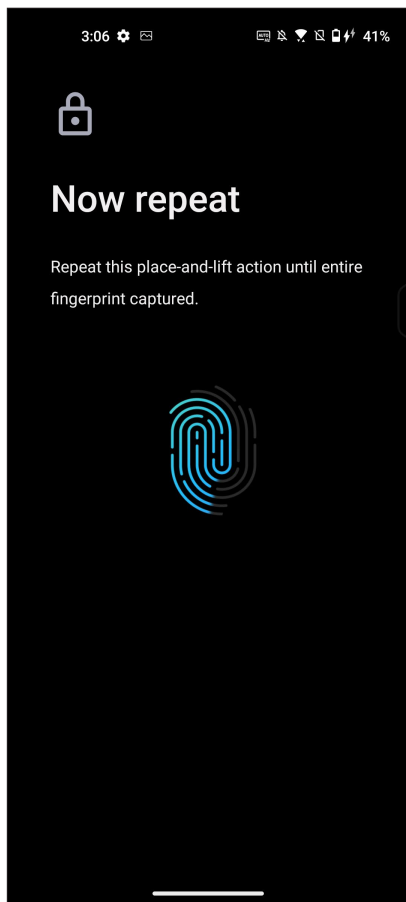 3:06 41%
Now repeat
Repeat this place-and-lift action until entire
fingerprint captured.